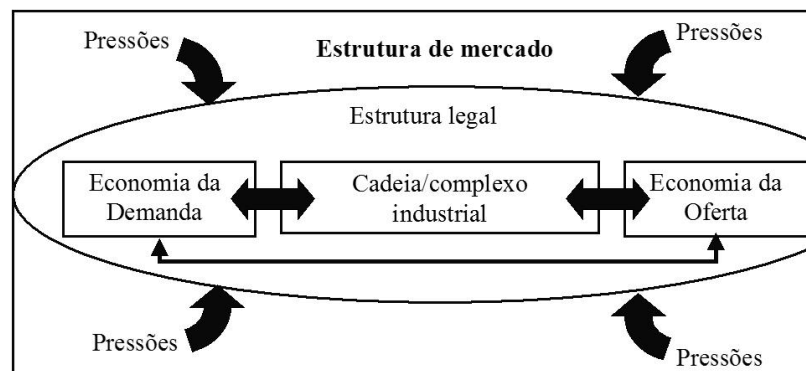 Pressões
Pressões
Estrutura de mercado
Estrutura legal
Economia da
Demanda
Cadeia/complexo
industrial
Economia da
Oferta
Pressões
Pressões